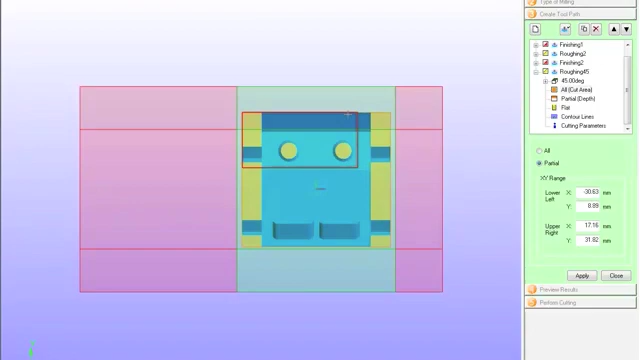 Type of Milling
Create Tool Path
Finishing1
Roughing2
Finishing2
Roughing45
45.00deg
All (Cut Area)
Partial (Depth)
Flat
Contour Lines
Cutting Parameters
All
Partial
XY Range
Lower Left X: -30.63 mm
Y: 8.89 mm
Upper Right X: 17.16 mm
Y: 31.82 mm
Apply Close
Preview Results
Perform Cutting